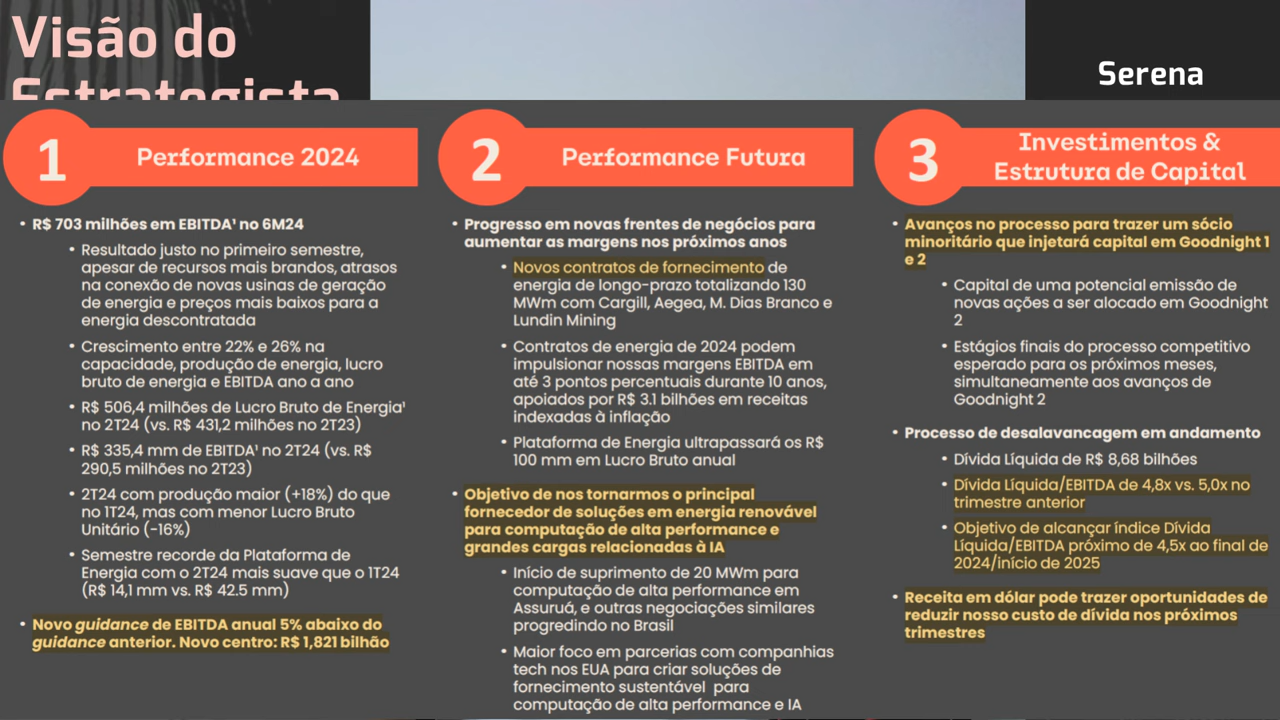 Visão do
Estrategista
Serena
1
Performance 2024
• R$ 703 milhões em EBITDA¹ no 6M24
• Resultado justo no primeiro semestre,
apesar de recursos mais brandos, atrasos
na conexão de novas usinas de geração
de energia e preços mais baixos para a
energia descontratada
• Crescimento entre 22% e 26% na
capacidade, produção de energia, lucro
bruto de energia e EBITDA ano a ano
• R$ 506,4 milhões de Lucro Bruto de Energia¹
no 2T24 (vs. R$ 431,2 milhões no 2T23)
• R$ 335,4 mm de EBITDA¹ no 2T24 (vs. R$
290,5 milhões no 2T23)
• 2T24 com produção maior (+18%) do que
no 1T24, mas com menor Lucro Bruto
Unitário (-16%)
• Semestre recorde da Plataforma de
Energia com o 2T24 mais suave que o 1T24
(R$ 14,1 mm vs. R$ 42.5 mm)
• Novo guidance de EBITDA anual 5% abaixo do
guidance anterior. Novo centro: R$ 1,821 bilhão
2
Performance Futura
• Progresso em novas frentes de negócios para
aumentar as margens nos próximos anos
• Novos contratos de fornecimento de
energia de longo-prazo totalizando 130
MWm com Cargill, Aegea, M. Dias Branco e
Lundin Mining
• Contratos de energia de 2024 podem
impulsionar nossas margens EBITDA em
até 3 pontos percentuais durante 10 anos,
apoiados por R$ 3.1 bilhões em receitas
indexadas à inflação
• Plataforma de Energia ultrapassará os R$
100 mm em Lucro Bruto anual
• Objetivo de nos tornarmos o principal
fornecedor de soluções em energia renovável
para computação de alta performance e
grandes cargas relacionadas à IA
• Início de suprimento de 20 MWm para
computação de alta performance em
Assuruá, e outras negociações similares
progredindo no Brasil
• Maior foco em parcerias com companhias
tech nos EUA para criar soluções de
fornecimento sustentável para
computação de alta performance e IA
3
Investimentos &
Estrutura de Capital
• Avanços no processo para trazer um sócio
minoritário que injetará capital em Goodnight 1
e 2
• Capital de uma potencial emissão de
novas ações a ser alocado em Goodnight
2
• Estágios finais do processo competitivo
esperado para os próximos meses,
simultaneamente aos avanços de
Goodnight 2
• Processo de desalavancagem em andamento
• Dívida Líquida de R$ 8,68 bilhões
• Dívida Líquida/EBITDA de 4,8x vs. 5,0x no
trimestre anterior
• Objetivo de alcançar índice Dívida
Líquida/EBITDA próximo de 4,5x ao final de
2024/início de 2025
• Receita em dólar pode trazer oportunidades de
reduzir nosso custo de dívida nos próximos
trimestres